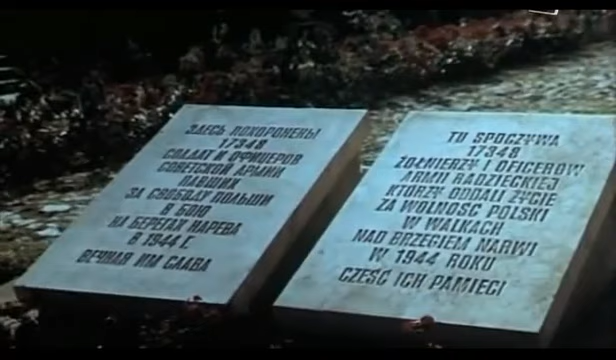 ЗДЕСЬ ПОХОРОНЕНЫ
17348
СОЛДАТ И ОФИЦЕРОВ
СОВЕТСКОЙ АРМИИ
ПАВШИХ
ЗА СВОБОДУ ПОЛЬШИ
В БОЮ
НА БЕРЕГАХ НАРЕВА
В 1944 Г.
ВЕЧНАЯ ИМ СЛАВА
TU SPOCZYWA
17348
ŻOŁNIERZY I OFICERÓW
ARMII RADZIECKIEJ
KTÓRZY ODDALI ŻYCIE
ZA WOLNOŚĆ POLSKI
W WALKACH
NAD BRZEGIEM NARWI
W 1944 ROKU
CZEŚĆ ICH PAMIĘCI